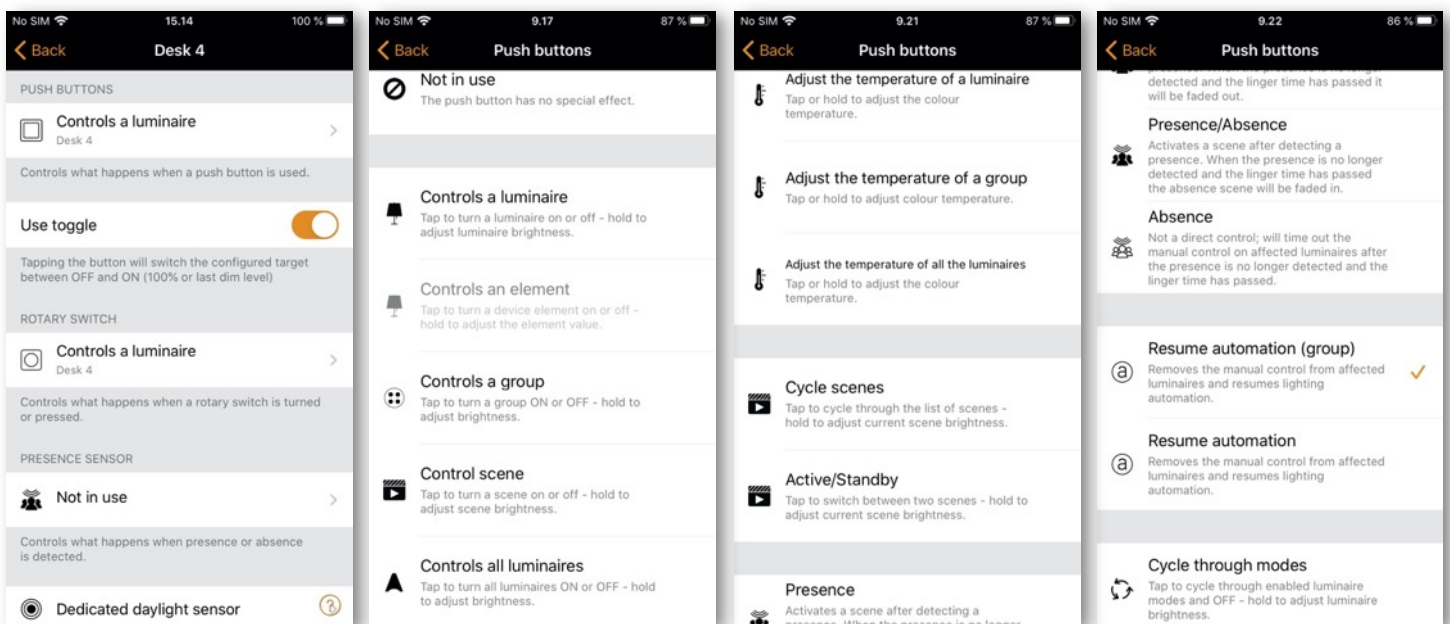 No SIM 15.14 100 %
Back Desk 4
PUSH BUTTONS
Controls a luminaire
Desk 4
Controls what happens when a push button is used.
Use toggle
Tapping the button will switch the configured target
between OFF and ON (100% or last dim level)
ROTARY SWITCH
Controls a luminaire
Desk 4
Controls what happens when a rotary switch is turned
or pressed.
PRESENCE SENSOR
Not in use
Controls what happens when presence or absence
is detected.
Dedicated daylight sensor
No SIM 9.17 87 %
Back Push buttons
Not in use
The push button has no special effect.
Controls a luminaire
Tap to turn a luminaire on or off - hold to
adjust luminaire brightness.
Controls an element
Tap to turn a device element on or off -
hold to adjust the element value.
Controls a group
Tap to turn a group ON or OFF - hold to
adjust brightness.
Control scene
Tap to turn a scene on or off - hold to
adjust scene brightness.
Controls all luminaires
Tap to turn all luminaires ON or OFF - hold
to adjust brightness.
No SIM 9.21 87 %
Back Push buttons
Adjust the temperature of a luminaire
Tap or hold to adjust the colour
temperature.
Adjust the temperature of a group
Tap or hold to adjust colour temperature.
Adjust the temperature of all the luminaires
Tap or hold to adjust the colour
temperature.
Cycle scenes
Tap to cycle through the list of scenes -
hold to adjust current scene brightness.
Active/Standby
Tap to switch between two scenes - hold to
adjust current scene brightness.
Presence
Activates a scene after detecting a
presence. When the presence is no longer
No SIM 9.22 86 %
Back Push buttons
presence. When the presence is no longer
detected and the linger time has passed it
will be faded out.
Presence/Absence
Activates a scene after detecting a
presence. When the presence is no longer
detected and the linger time has passed
the absence scene will be faded in.
Absence
Not a direct control; will time out the
manual control on affected luminaires after
the presence is no longer detected and the
linger time has passed.
Resume automation (group)
a Removes the manual control from affected
luminaires and resumes lighting
automation.
Resume automation
a Removes the manual control from affected
luminaires and resumes lighting
automation.
Cycle through modes
Tap to cycle through enabled luminaire
modes and OFF - hold to adjust luminaire
brightness.